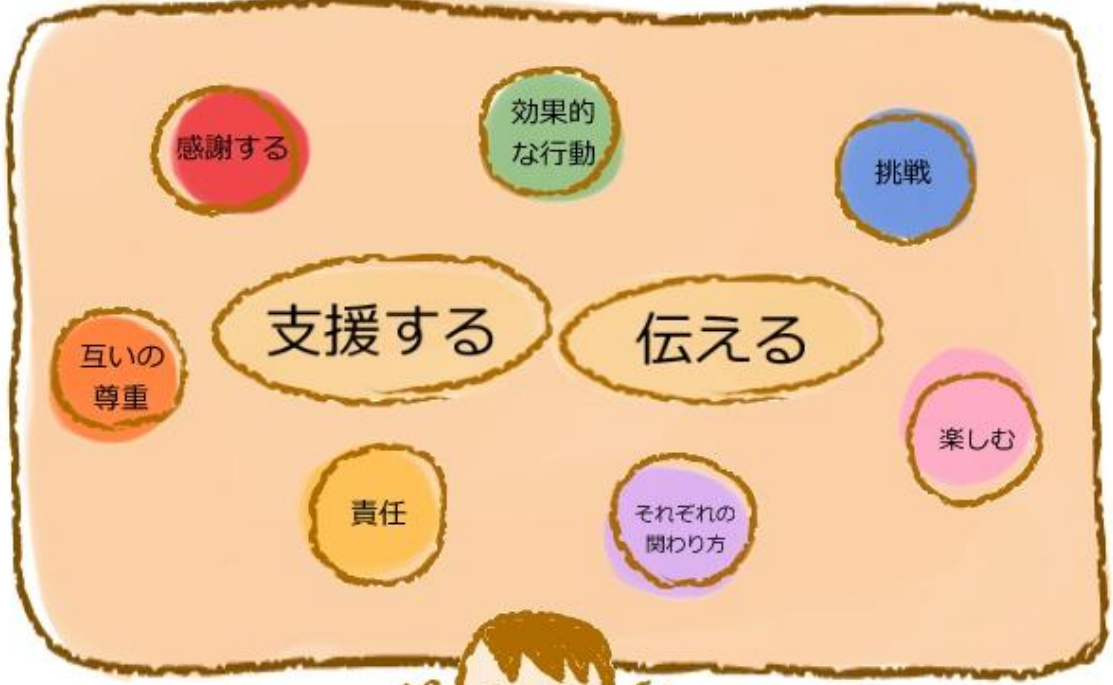 感謝する
効果的
な行動
挑戦
支援する
伝える
互いの
尊重
楽しむ
責任
それぞれの
関わり方